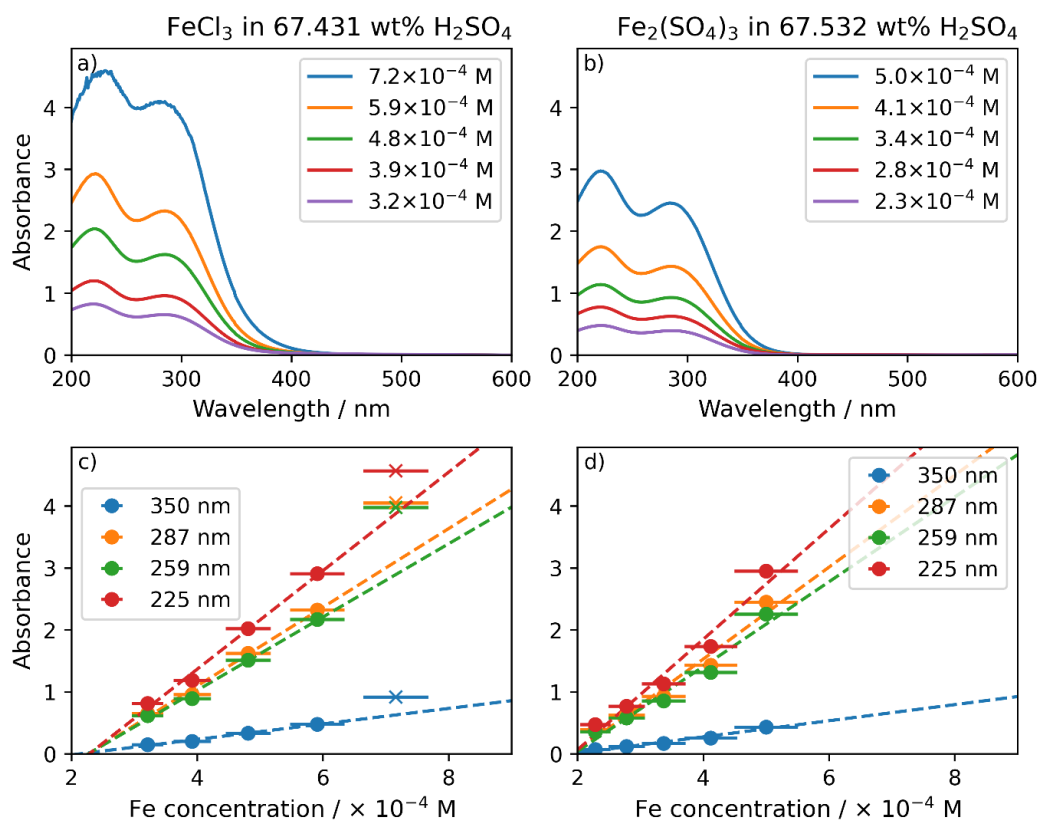 FeCl₃ in 67.431 wt% H₂SO₄
a)
7.2×10⁻⁴ M
5.9×10⁻⁴ M
4.8×10⁻⁴ M
3.9×10⁻⁴ M
3.2×10⁻⁴ M
Absorbance
4
3
2
1
0
200 300 400 500 600
Wavelength / nm
Fe₂(SO₄)₃ in 67.532 wt% H₂SO₄
b)
5.0×10⁻⁴ M
4.1×10⁻⁴ M
3.4×10⁻⁴ M
2.8×10⁻⁴ M
2.3×10⁻⁴ M
4
3
2
1
0
200 300 400 500 600
Wavelength / nm
c)
350 nm
287 nm
259 nm
225 nm
Absorbance
4
3
2
1
0
2 4 6 8
Fe concentration / × 10⁻⁴ M
d)
350 nm
287 nm
259 nm
225 nm
4
3
2
1
0
2 4 6 8
Fe concentration / × 10⁻⁴ M